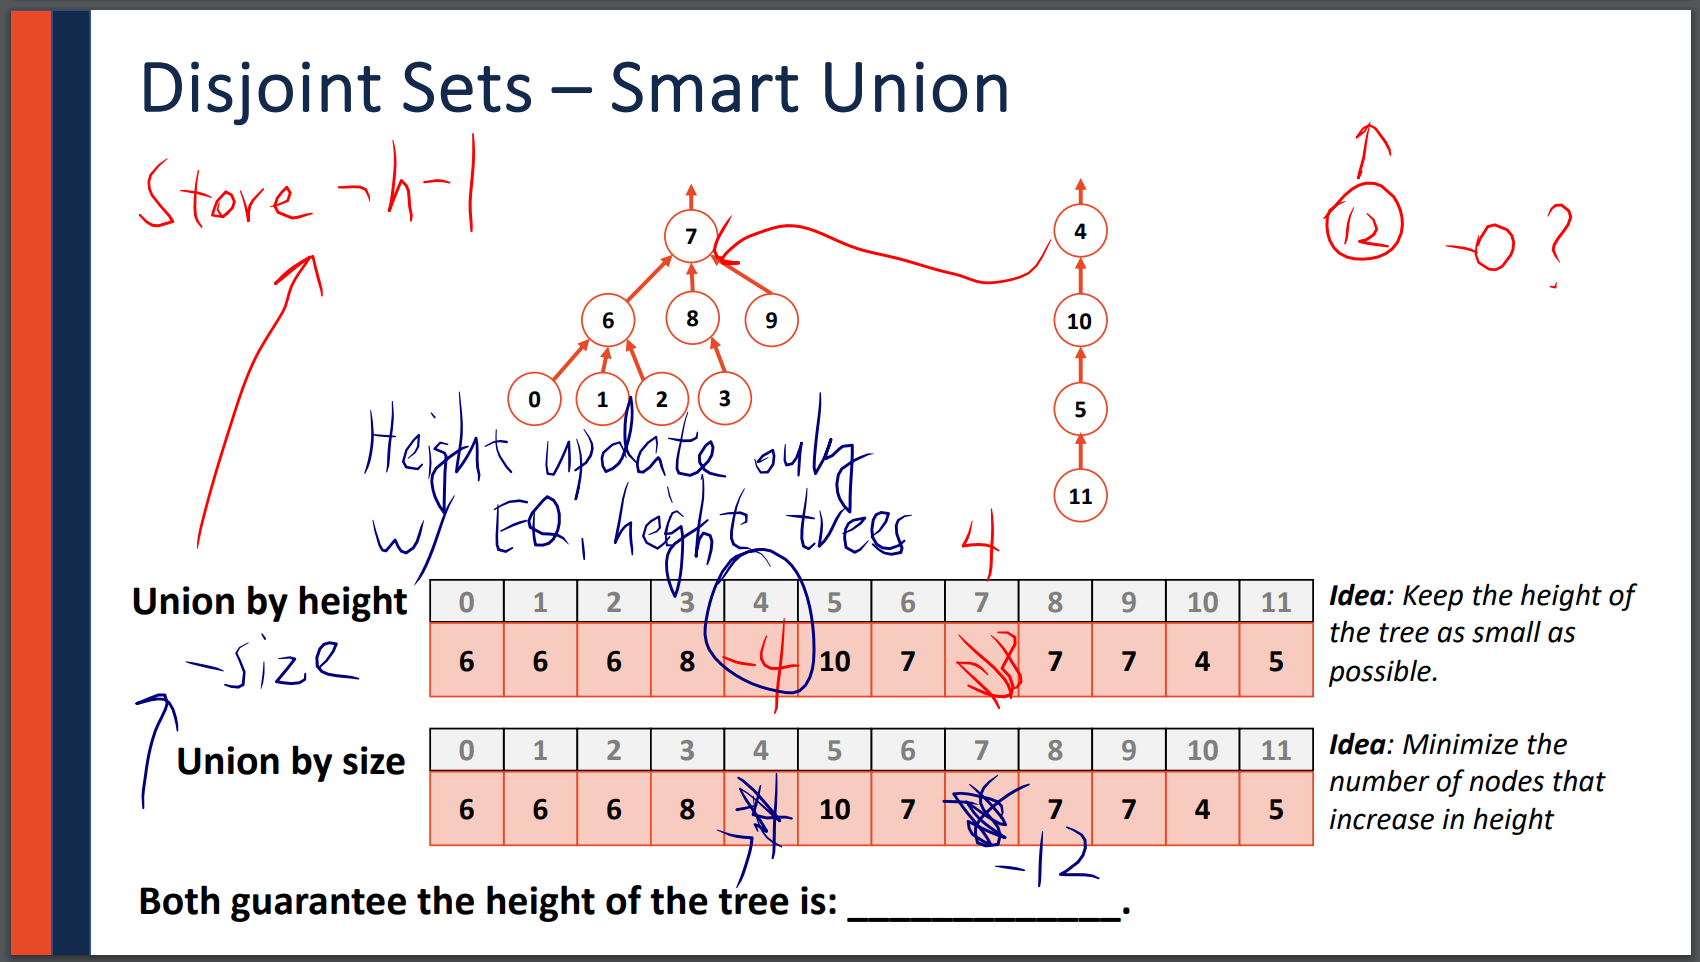 Disjoint Sets – Smart Union
Store -h-1
7
4
12
-0 ?
6 8 9
10
0 1 2 3
5
Height update only
w/ EQ. height trees
11
4
Union by height
0 1 2 3 4 5 6 7 8 9 10 11
6 6 6 8 -4 10 7 7 7 4 5
Idea: Keep the height of
the tree as small as
possible.
-size
Union by size
0 1 2 3 4 5 6 7 8 9 10 11
6 6 6 8 10 7 7 7 4 5
Idea: Minimize the
number of nodes that
increase in height
7
-12
Both guarantee the height of the tree is: _____________.